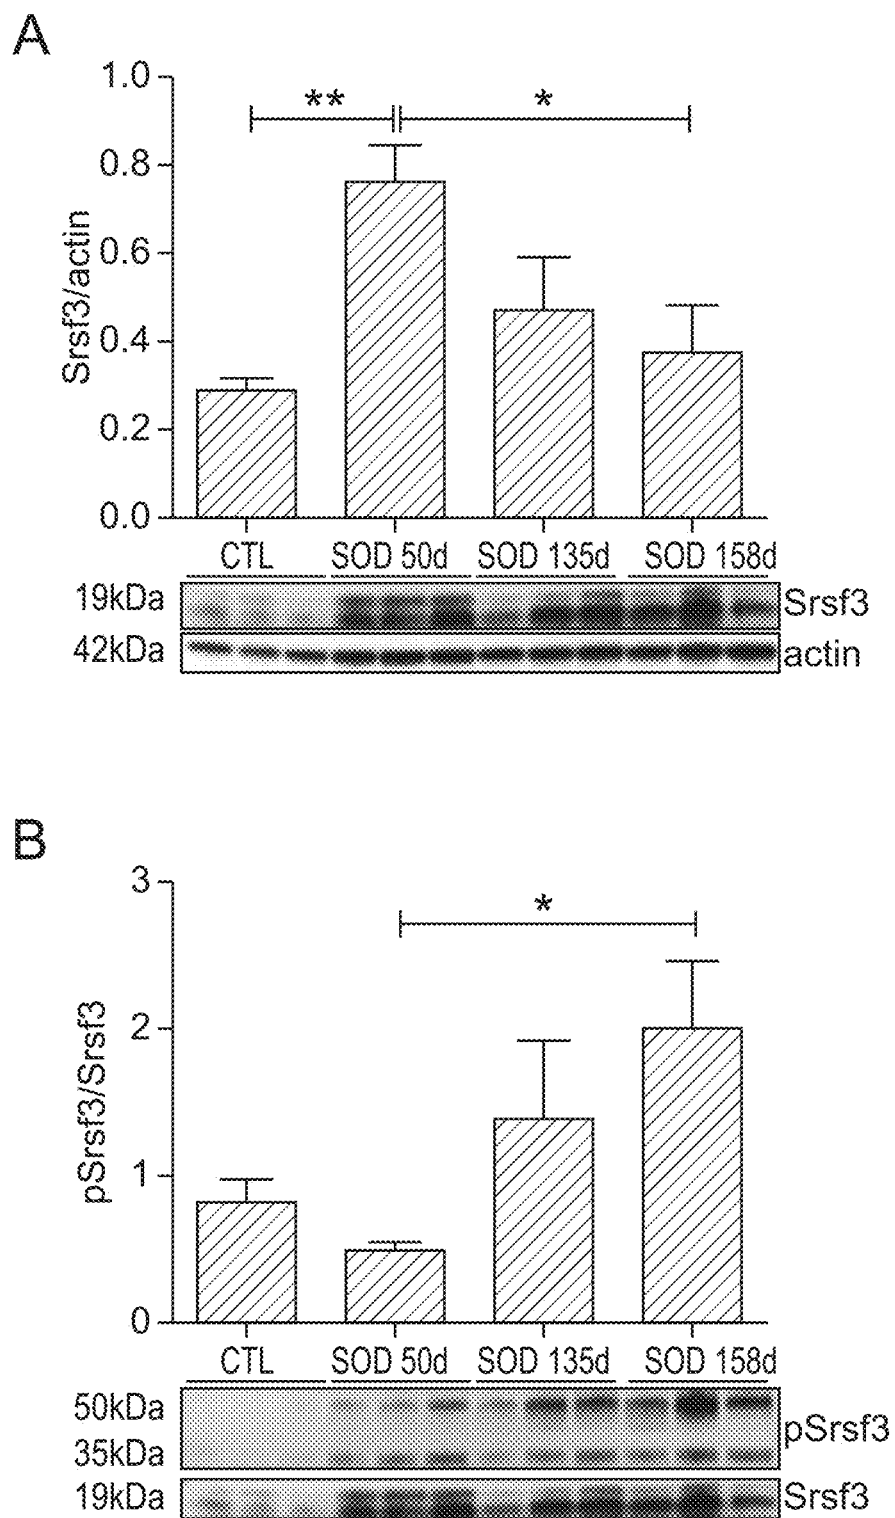 A
1.0
**
*
0.8
0.6
0.4
0.2
0.0
Srsf3/actin
CTL SOD 50d SOD 135d SOD 158d
19kDa Srsf3
42kDa actin
B
3
*
2
1
0
pSrsf3/Srsf3
CTL SOD 50d SOD 135d SOD 158d
50kDa
pSrsf3
35kDa
19kDa Srsf3